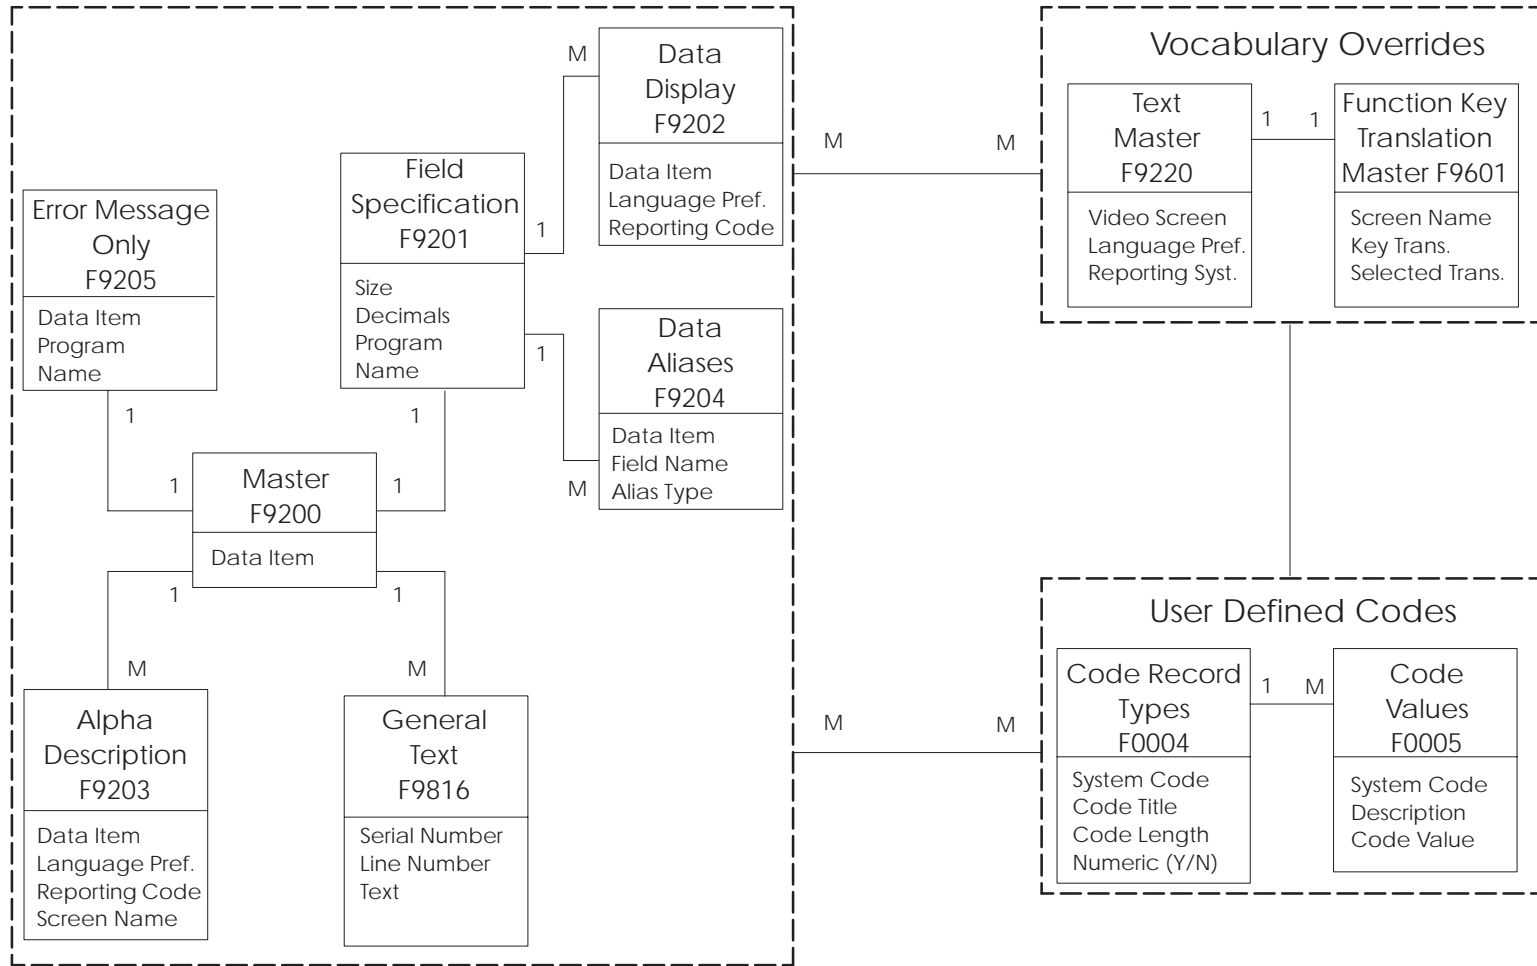 Error Message
Only
F9205
Data Item
Program
Name
1
1
Field
Specification
F9201
Size
Decimals
Program
Name
1
1
1
1
M
Data
Display
F9202
Data Item
Language Pref.
Reporting Code
Data
Aliases
F9204
Data Item
Field Name
Alias Type
M
Master
F9200
Data Item
1
1
M
M
Alpha
Description
F9203
Data Item
Language Pref.
Reporting Code
Screen Name
General
Text
F9816
Serial Number
Line Number
Text
M
M
M
M
Vocabulary Overrides
Text
Master
F9220
Video Screen
Language Pref.
Reporting Syst.
1
1
Function Key
Translation
Master F9601
Screen Name
Key Trans.
Selected Trans.
User Defined Codes
Code Record
Types
F0004
System Code
Code Title
Code Length
Numeric (Y/N)
1
M
Code
Values
F0005
System Code
Description
Code Value